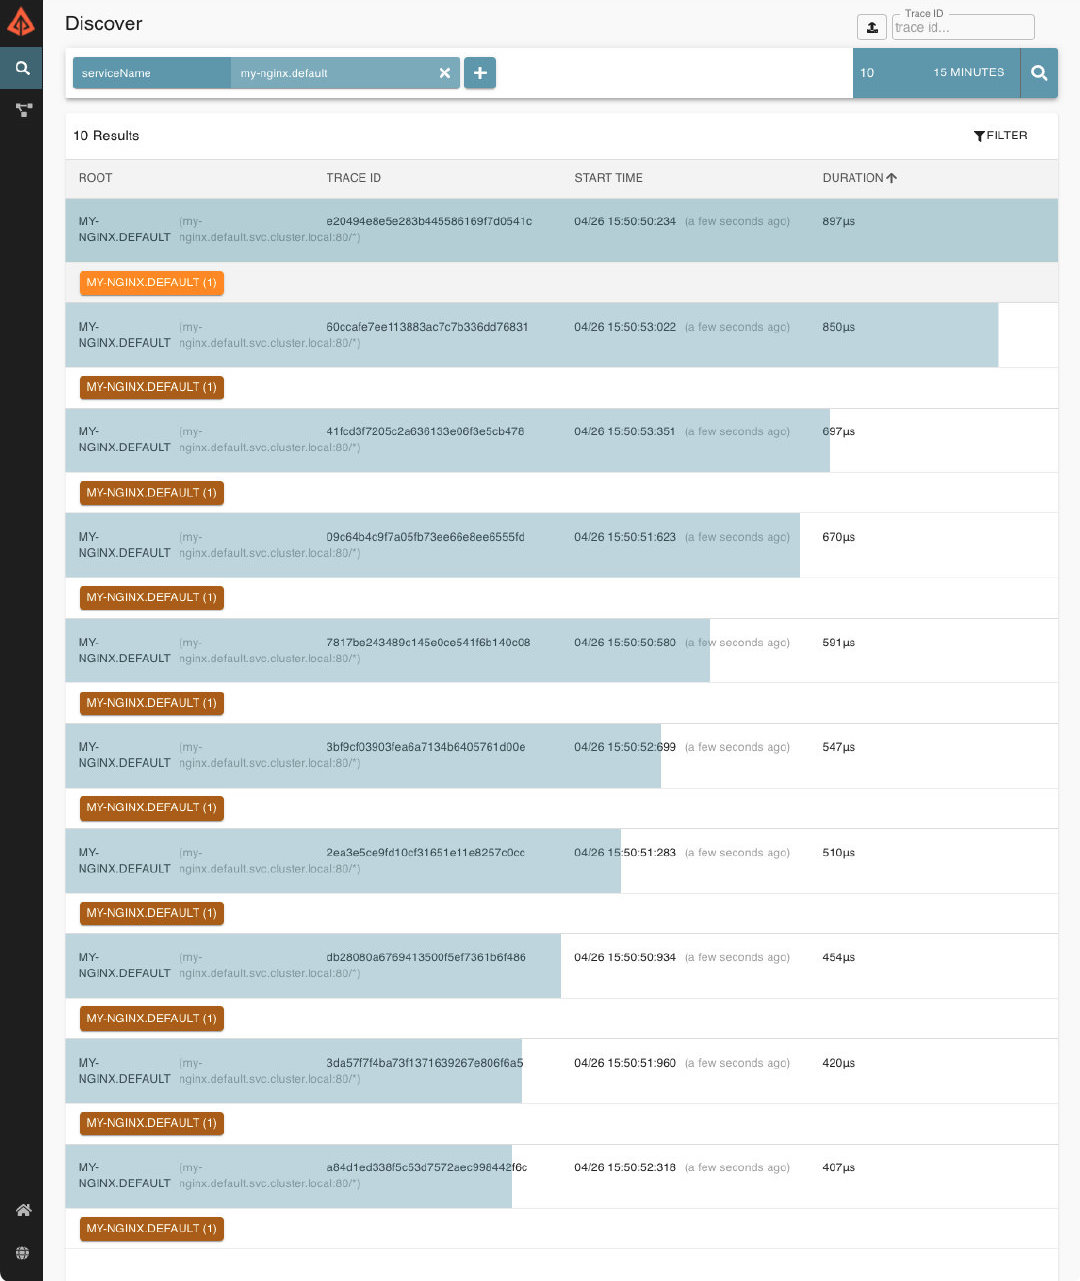 Discover
Trace ID
trace id...
serviceName my-nginx.default
10 15 MINUTES
10 Results
FILTER
ROOT TRACE ID START TIME DURATION
MY- (my- e20494e8e5e283b445586169f7d0541c 04/26 15:50:50:234 (a few seconds ago) 897µs
NGINX.DEFAULT nginx.default.svc.cluster.local:80/*)
MY-NGINX.DEFAULT (1)
MY- (my- 60ccafe7ee113883ac7c7b336dd76831 04/26 15:50:53:022 (a few seconds ago) 850µs
NGINX.DEFAULT nginx.default.svc.cluster.local:80/*)
MY-NGINX.DEFAULT (1)
MY- (my- 41fcd3f7205c2a636133e06f3e5cb478 04/26 15:50:53:351 (a few seconds ago) 697µs
NGINX.DEFAULT nginx.default.svc.cluster.local:80/*)
MY-NGINX.DEFAULT (1)
MY- (my- 09c64b4c9f7a05fb73ee66e8ee6555fd 04/26 15:50:51:623 (a few seconds ago) 670µs
NGINX.DEFAULT nginx.default.svc.cluster.local:80/*)
MY-NGINX.DEFAULT (1)
MY- (my- 7817be243489c145e0ce541f6b140c08 04/26 15:50:50:580 (a few seconds ago) 591µs
NGINX.DEFAULT nginx.default.svc.cluster.local:80/*)
MY-NGINX.DEFAULT (1)
MY- (my- 3bf9cf03903fea6a7134b6405761d00e 04/26 15:50:52:699 (a few seconds ago) 547µs
NGINX.DEFAULT nginx.default.svc.cluster.local:80/*)
MY-NGINX.DEFAULT (1)
MY- (my- 2ea3e5ce9fd10cf31651e11e8257c0cc 04/26 15:50:51:283 (a few seconds ago) 510µs
NGINX.DEFAULT nginx.default.svc.cluster.local:80/*)
MY-NGINX.DEFAULT (1)
MY- (my- db28080a6769413500f5ef7361b6f486 04/26 15:50:50:934 (a few seconds ago) 454µs
NGINX.DEFAULT nginx.default.svc.cluster.local:80/*)
MY-NGINX.DEFAULT (1)
MY- (my- 3da57f7f4ba73f1371639267e806f6a5 04/26 15:50:51:960 (a few seconds ago) 420µs
NGINX.DEFAULT nginx.default.svc.cluster.local:80/*)
MY-NGINX.DEFAULT (1)
MY- (my- a84d1ed338f5c53d7572aec998442f6c 04/26 15:50:52:318 (a few seconds ago) 407µs
NGINX.DEFAULT nginx.default.svc.cluster.local:80/*)
MY-NGINX.DEFAULT (1)